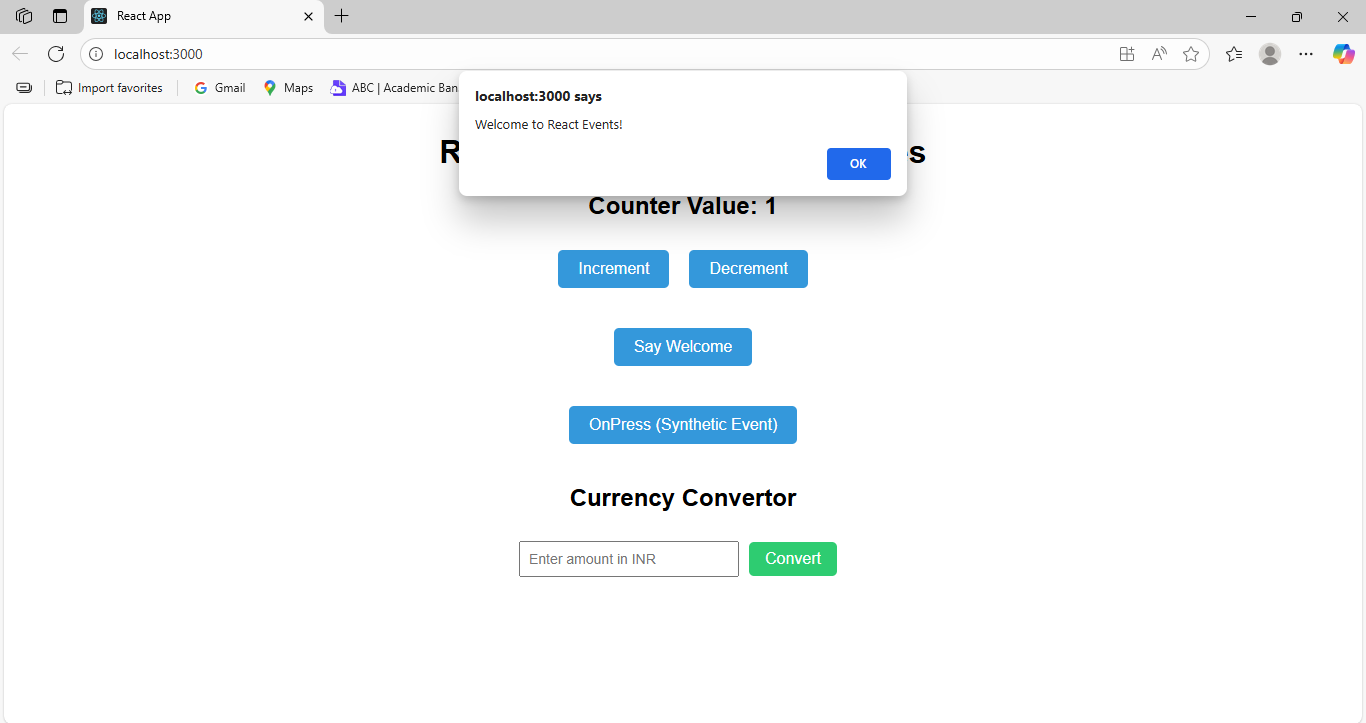 React App
localhost:3000
Import favorites
Gmail
Maps
ABC | Academic Ban
localhost:3000 says
Welcome to React Events!
OK
Counter Value: 1
Increment
Decrement
Say Welcome
OnPress (Synthetic Event)
Currency Convertor
Enter amount in INR
Convert